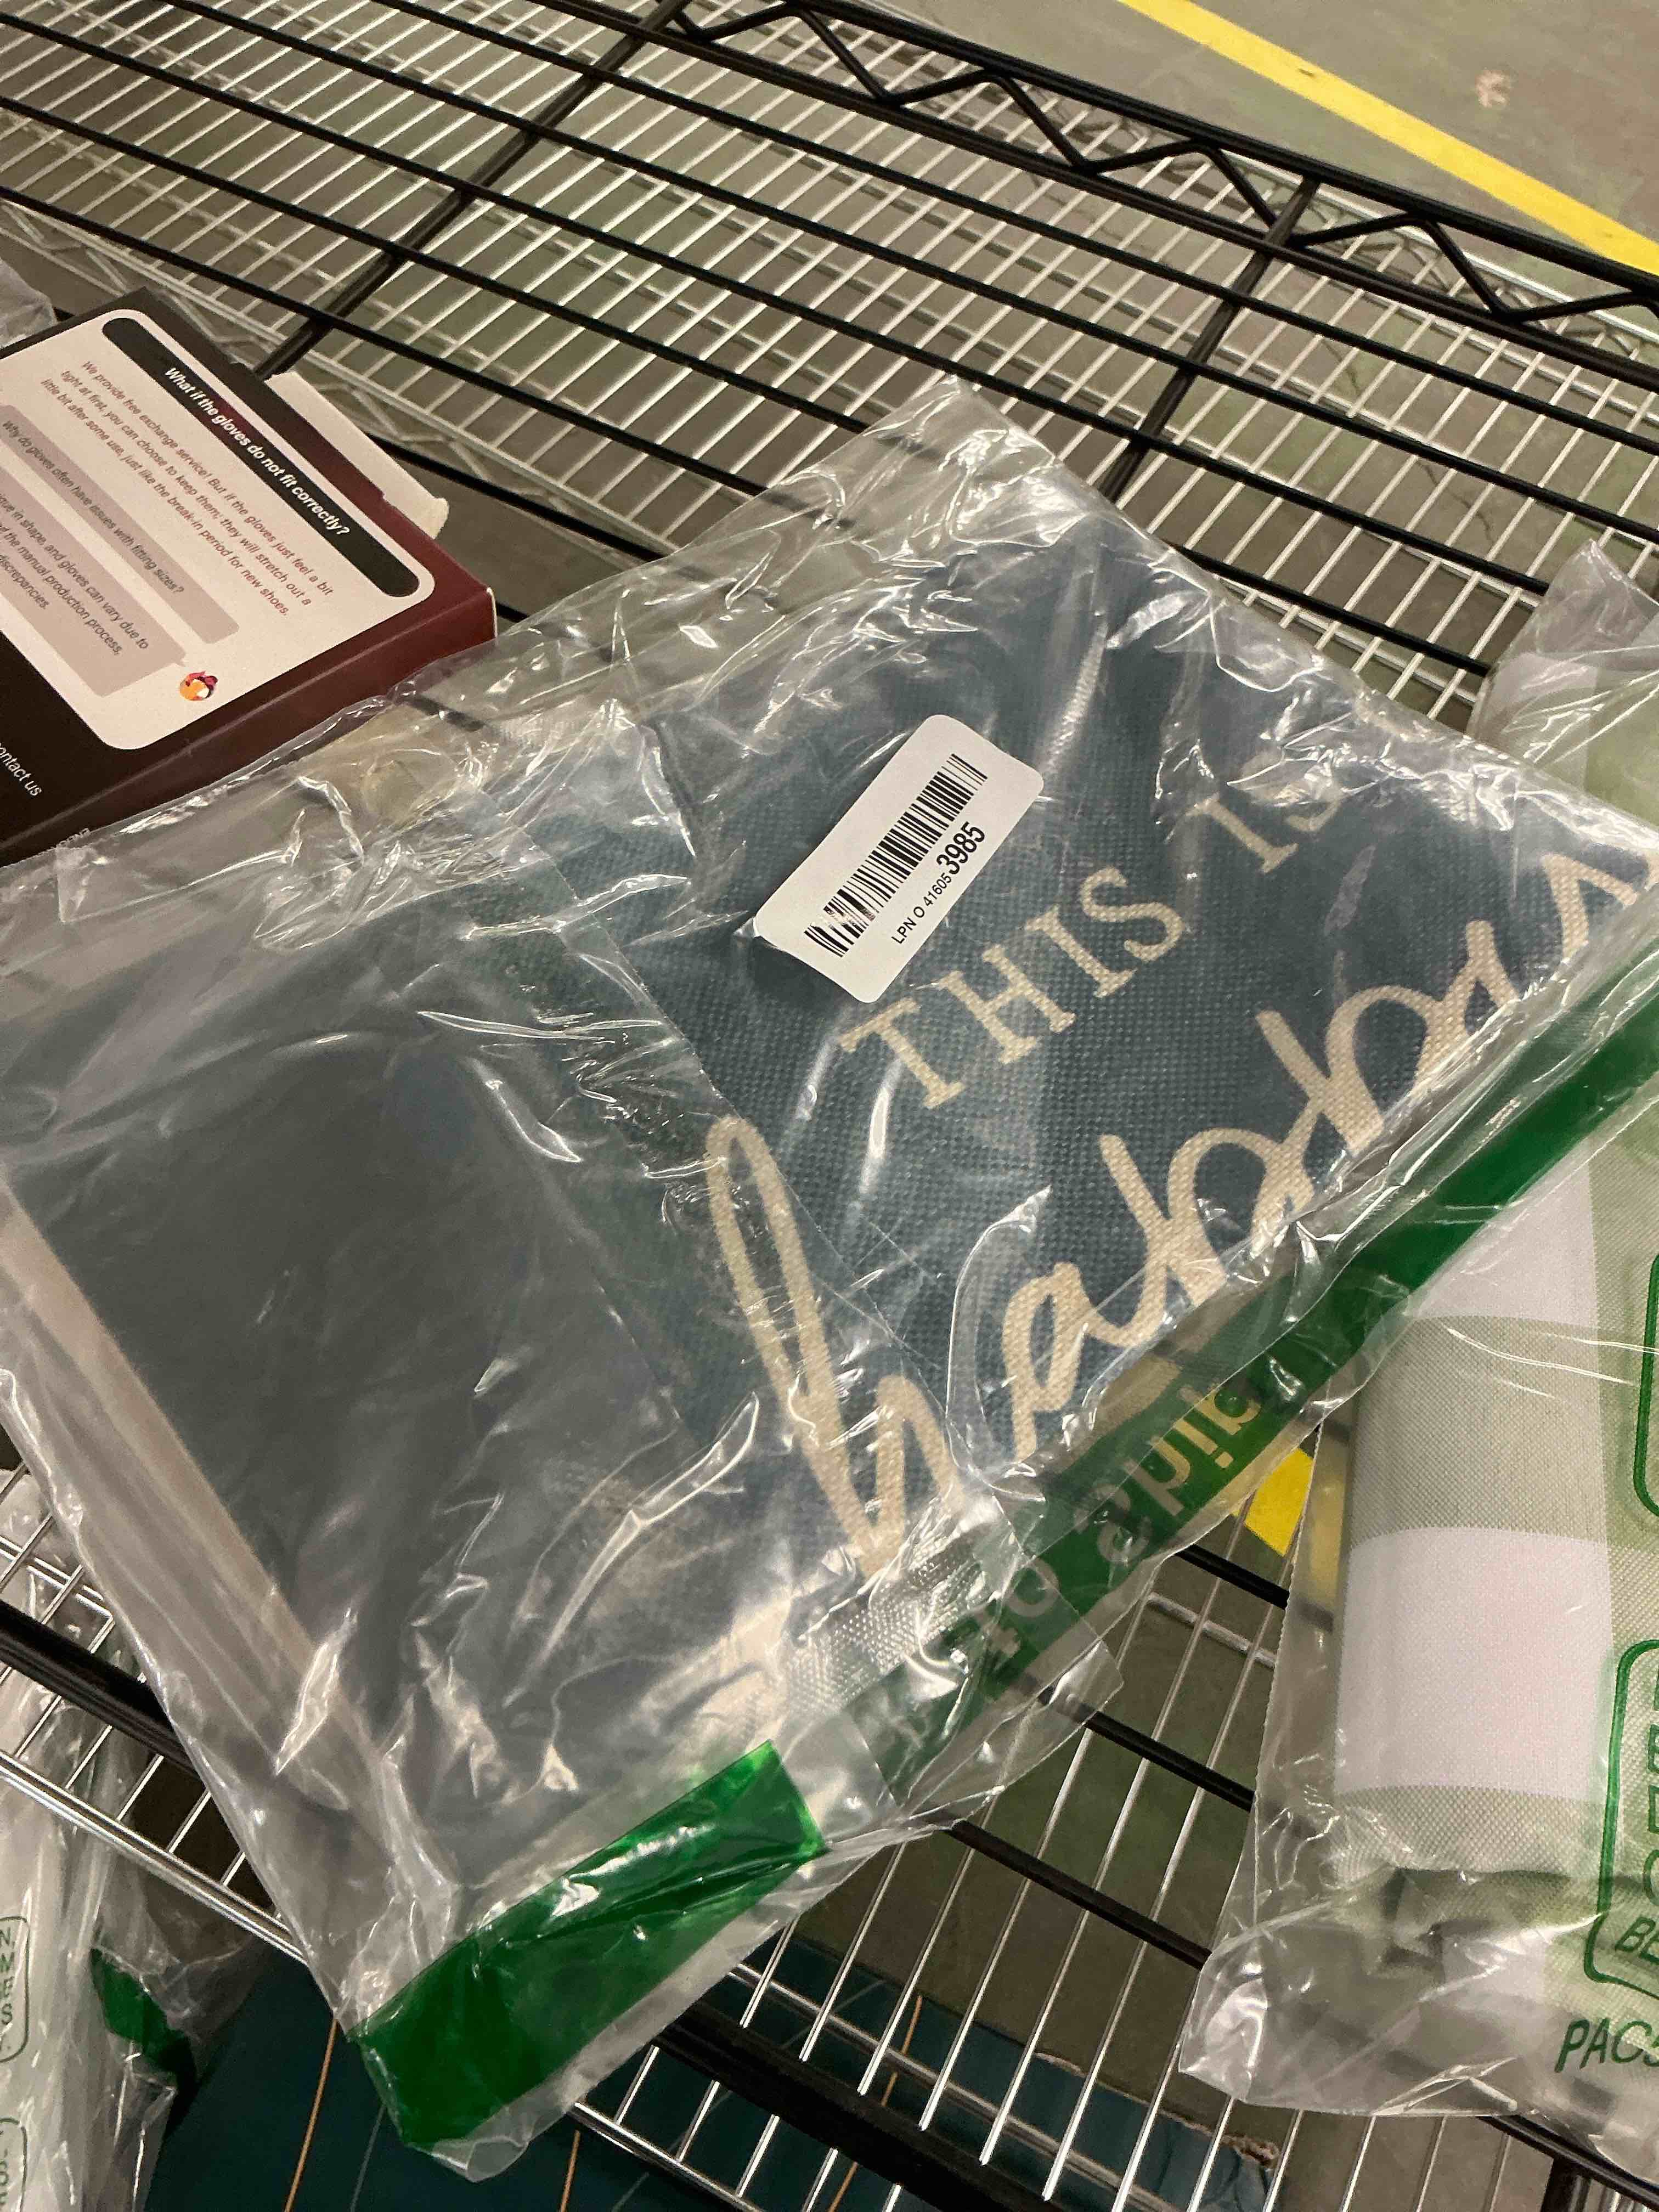 What if the gloves do not fit correctly?
We provide free exchange service! But if the gloves just feel a bit
tight at first, you can choose to keep them; they will stretch out a
little bit after some use, just like the break-in period for new shoes.
Why do gloves often have issues with fitting sizes?
in shape, and gloves can vary due to
the manual production process,
discrepancies.
contact us
LPN O 416053985
THIS IS
happy
PAC